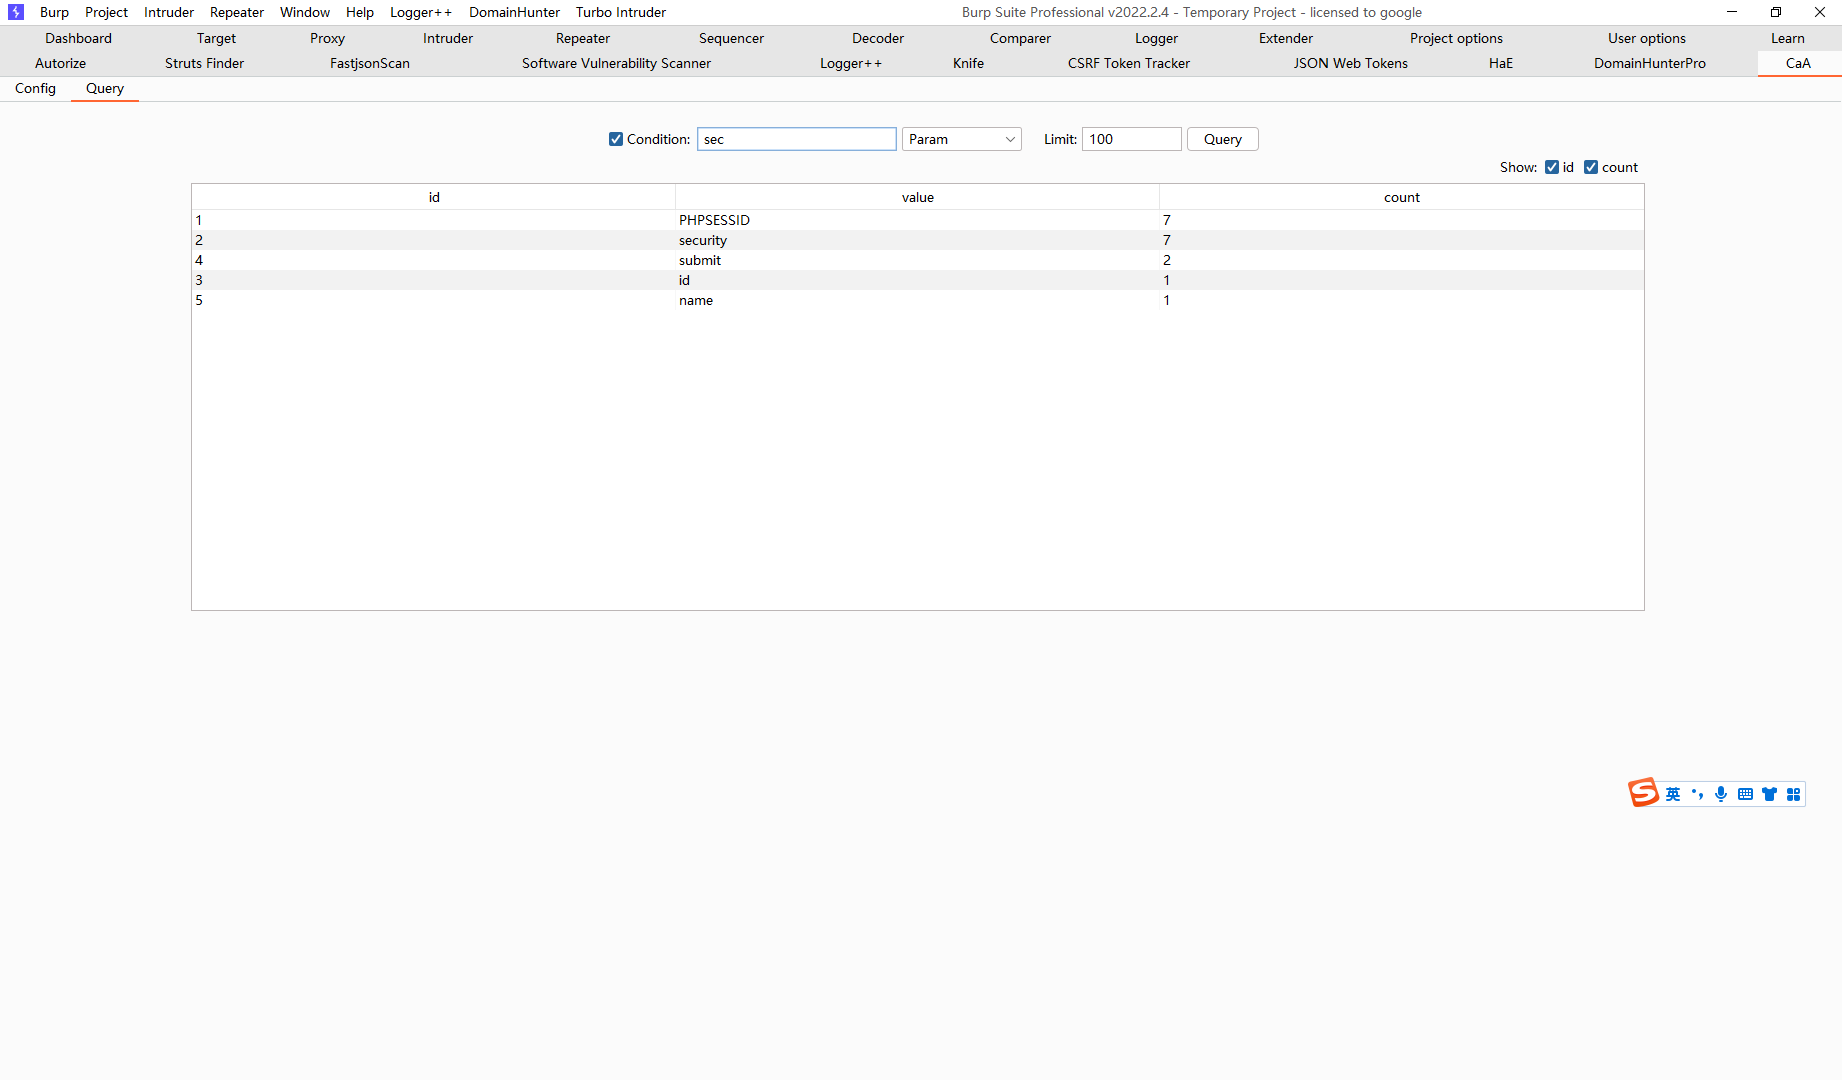 Burp Project Intruder Repeater Window Help Logger++ DomainHunter Turbo Intruder Burp Suite Professional v2022.2.4 - Temporary Project - licensed to google
Dashboard Target Proxy Intruder Repeater Sequencer Decoder Comparer Logger Extender Project options User options Learn
Autorize Struts Finder FastjsonScan Software Vulnerability Scanner Logger++ Knife CSRF Token Tracker JSON Web Tokens HaE DomainHunterPro CaA
Config Query
Condition: sec Param Limit: 100 Query
Show: id count
id value count
1 PHPSESSID 7
2 security 7
4 submit 2
3 id 1
5 name 1
S 英